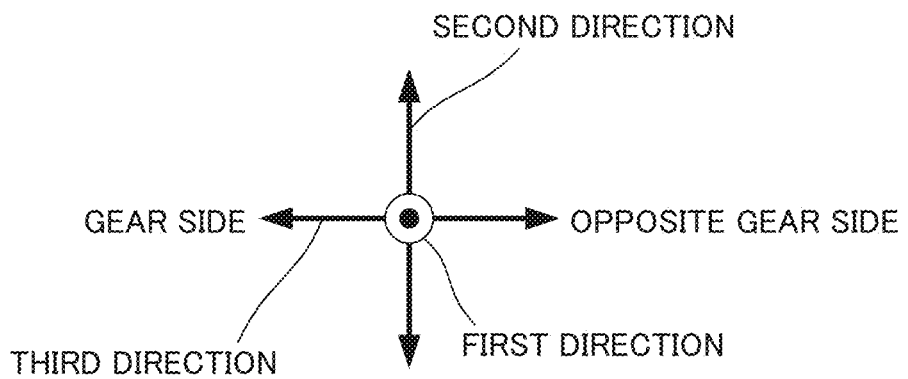 SECOND DIRECTION
GEAR SIDE
OPPOSITE GEAR SIDE
FIRST DIRECTION
THIRD DIRECTION